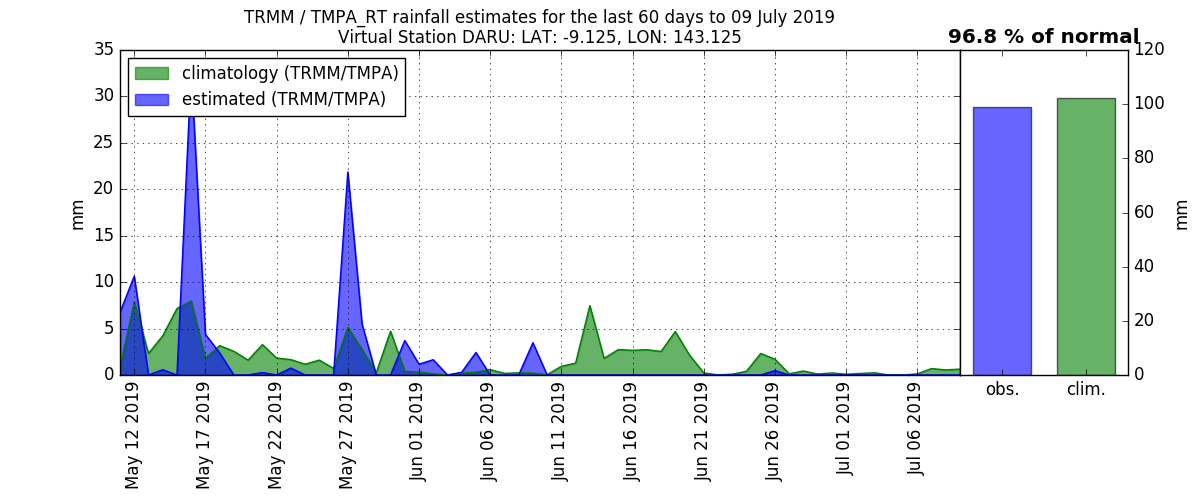 TRMM / TMPA_RT rainfall estimates for the last 60 days to 09 July 2019
Virtual Station DARU: LAT: -9.125, LON: 143.125
96.8 % of normal
climatology (TRMM/TMPA)
estimated (TRMM/TMPA)
35
30
25
20
15
10
5
0
mm
May 12 2019
May 17 2019
May 22 2019
May 27 2019
Jun 01 2019
Jun 06 2019
Jun 11 2019
Jun 16 2019
Jun 21 2019
Jun 26 2019
Jul 01 2019
Jul 06 2019
obs.
clim.
120
100
80
60
40
20
0
mm